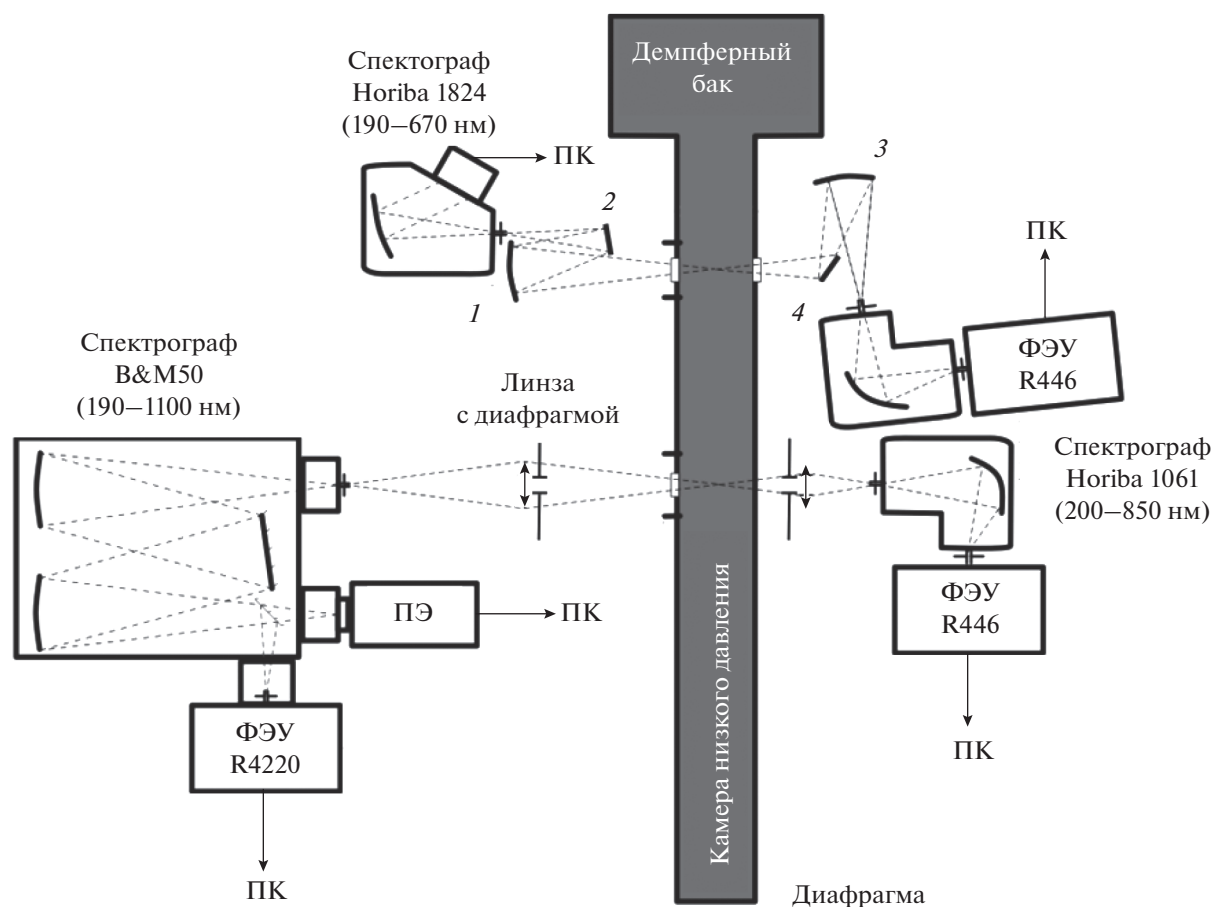 Демпферный
бак
Спектограф
Horiba 1824
(190–670 нм)
ПК
3
2
ПК
1
4
Спектрограф
B&M50
(190–1100 нм)
Линза
с диафрагмой
ФЭУ
R446
Спектрограф
Horiba 1061
(200–850 нм)
ПЭ
ПК
ФЭУ
R446
ФЭУ
R4220
ПК
Камера низкого давления
ПК
Диафрагма